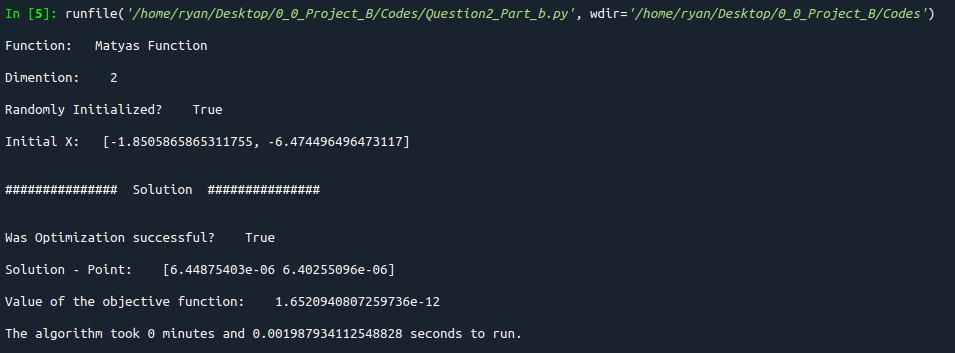 In [5]: runfile('/home/ryan/Desktop/0_0_Project_B/Codes/Question2_Part_b.py', wdir='/home/ryan/Desktop/0_0_Project_B/Codes')
Function:   Matyas Function
Dimention:    2
Randomly Initialized?    True
Initial X:   [-1.8505865865311755, -6.474496496473117]
###############  Solution  ###############
Was Optimization successful?    True
Solution - Point:    [6.44875403e-06 6.40255096e-06]
Value of the objective function:    1.6520940807259736e-12
The algorithm took 0 minutes and 0.001987934112548828 seconds to run.